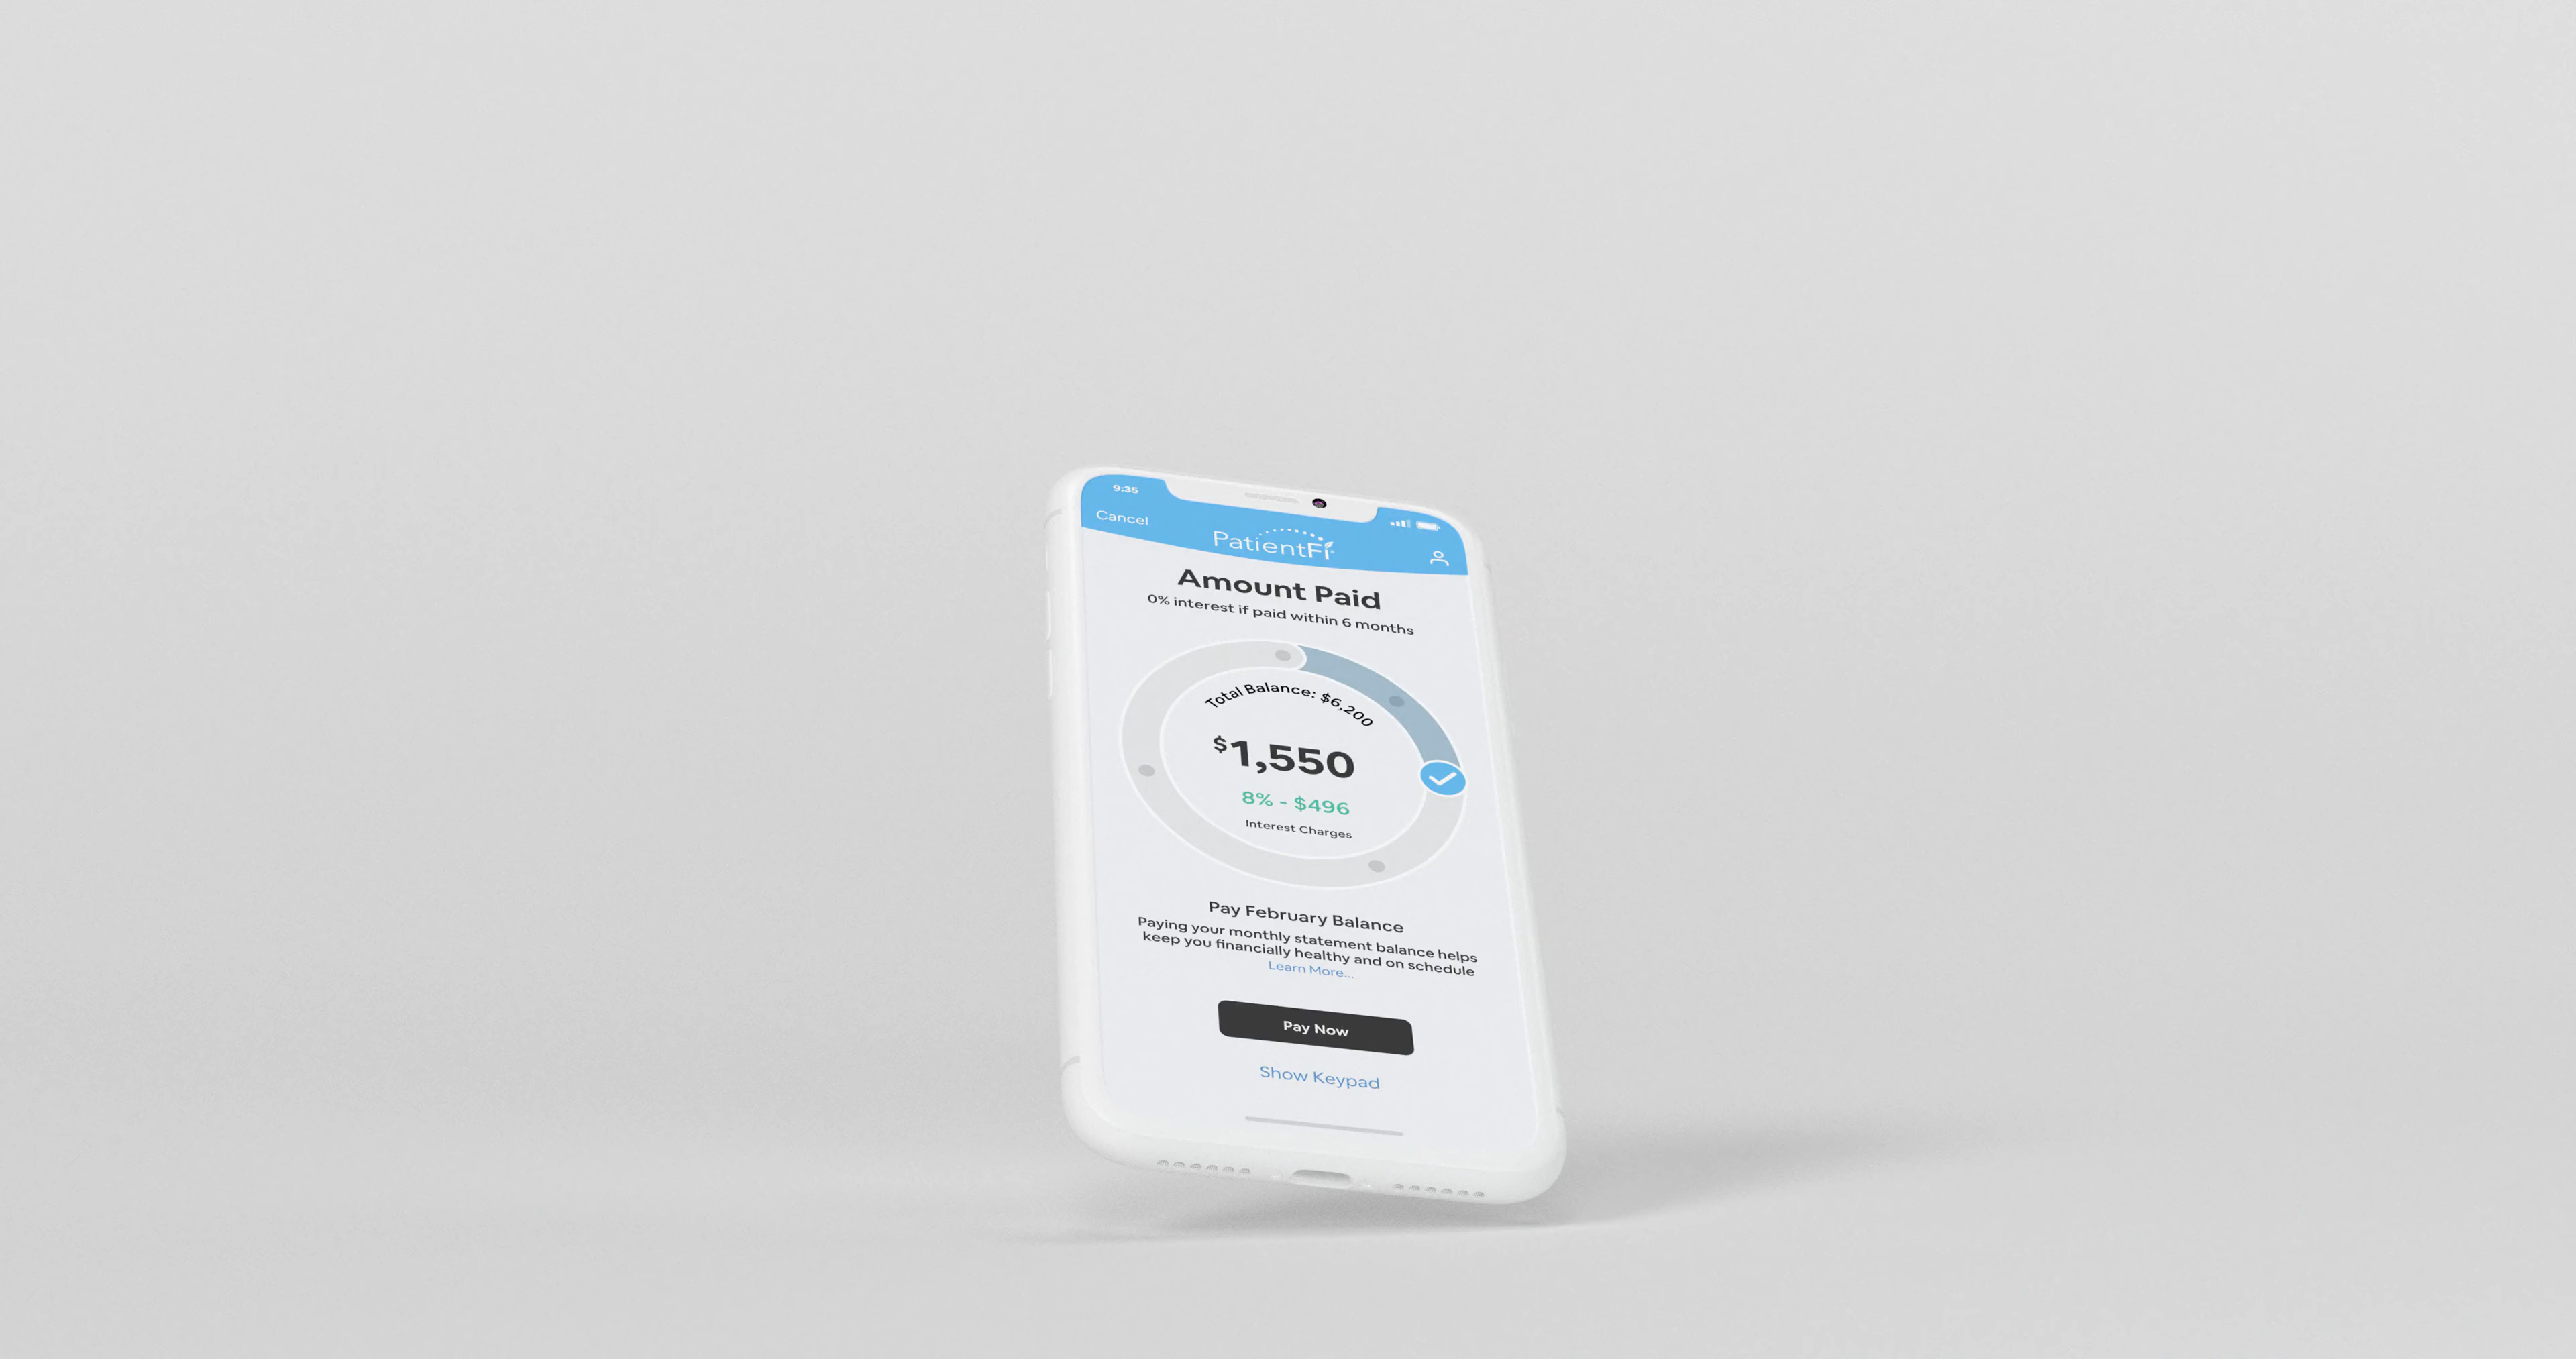 9:35
Cancel
PatientFi
Amount Paid
0% interest if paid within 6 months
Total Balance: $6,200
$1,550
8% - $496
Interest Charges
Pay February Balance
Paying your monthly statement balance helps
keep you financially healthy and on schedule
Learn More...
Pay Now
Show Keypad